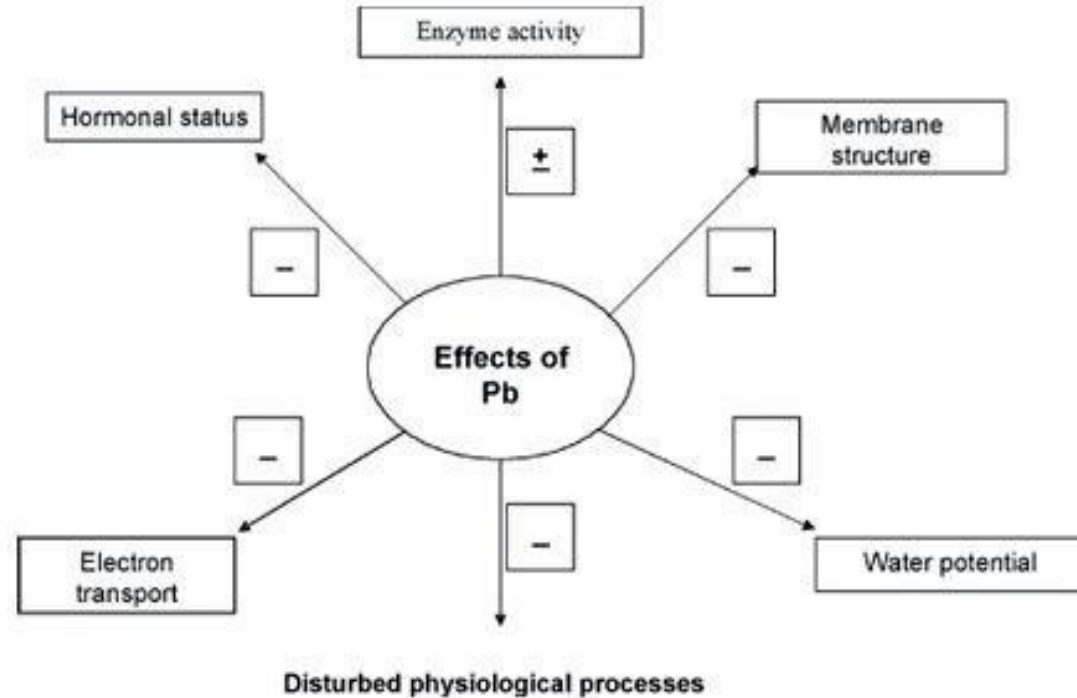 Enzyme activity
Hormonal status
Membrane
structure
±
–
–
Effects of
Pb
–
–
–
Electron
transport
Water potential
Disturbed physiological processes